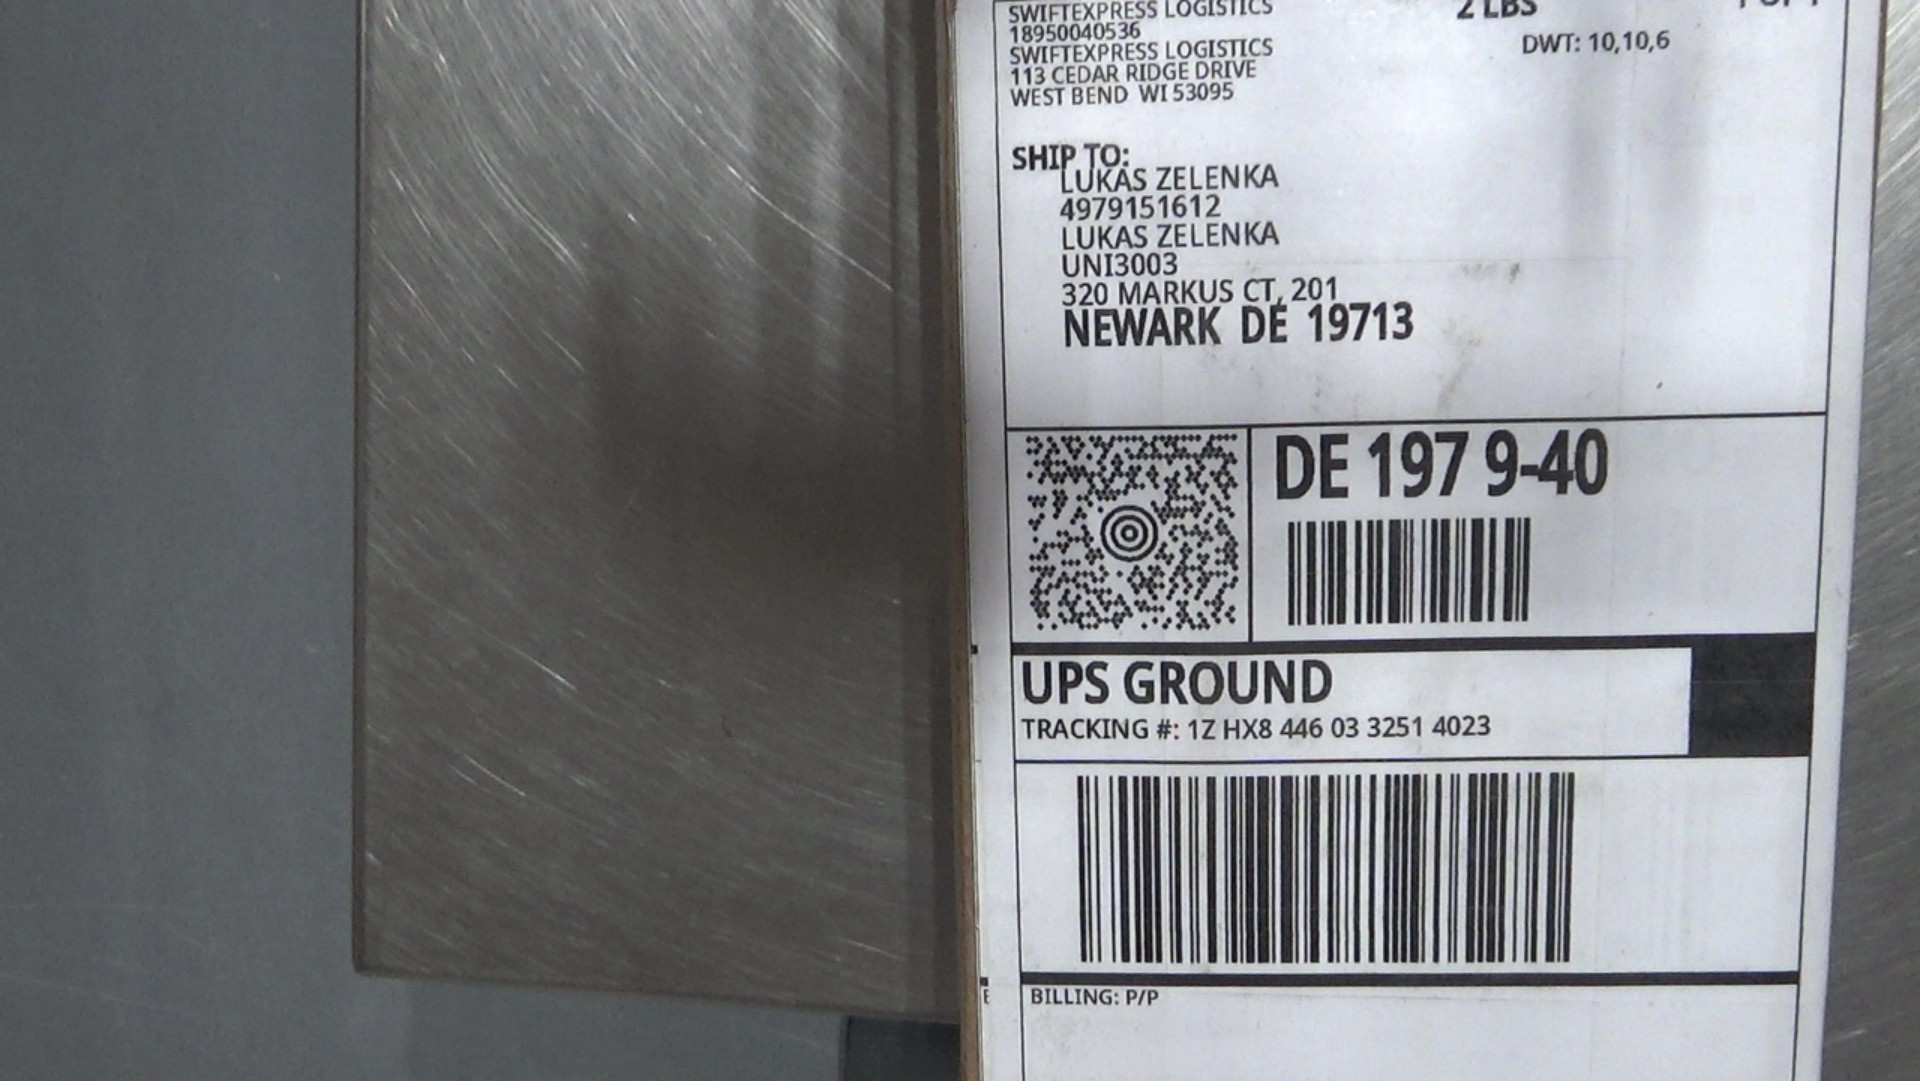 SWIFTEXPRESS LOGISTICS
2 LBS
18950040536
DWT: 10,10,6
SWIFTEXPRESS LOGISTICS
113 CEDAR RIDGE DRIVE
WEST BEND WI 53095
SHIP TO:
LUKAS ZELENKA
4979151612
LUKAS ZELENKA
UNI3003
320 MARKUS CT, 201
NEWARK DE 19713
DE 197 9-40
UPS GROUND
TRACKING #: 1Z HX8 446 03 3251 4023
BILLING: P/P